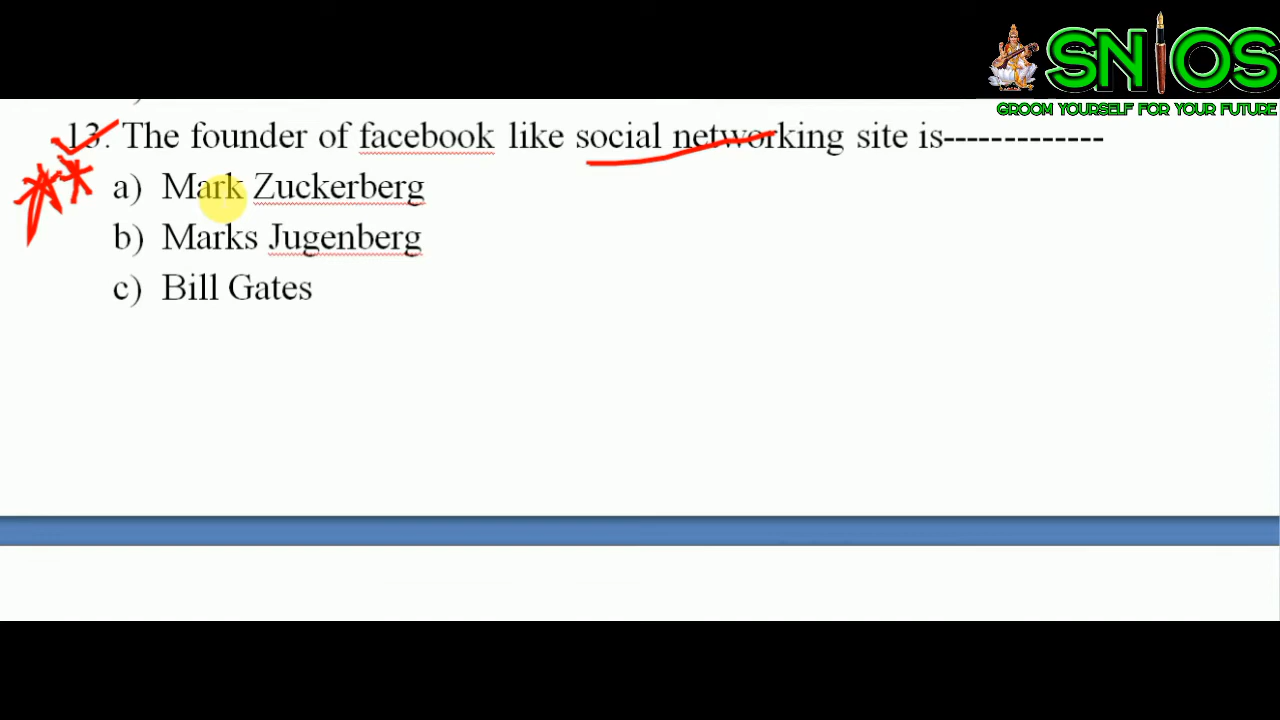 SNIOS
GROOM YOURSELF FOR YOUR FUTURE
13. The founder of facebook like social networking site is-------------
a) Mark Zuckerberg
b) Marks Jugenberg
c) Bill Gates